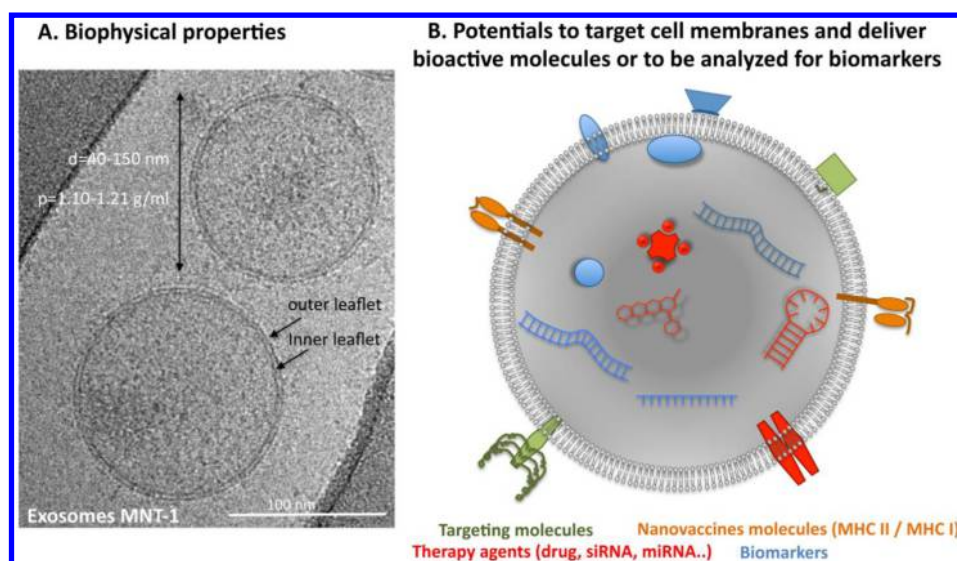 A. Biophysical properties
B. Potentials to target cell membranes and deliver
bioactive molecules or to be analyzed for biomarkers
d=40-150 nm
p=1.10-1.21 g/ml
outer leaflet
Inner leaflet
100 nm
Exosomes MNT-1
Targeting molecules
Nanovaccines molecules (MHC II / MHC I)
Therapy agents (drug, siRNA, miRNA..)
Biomarkers